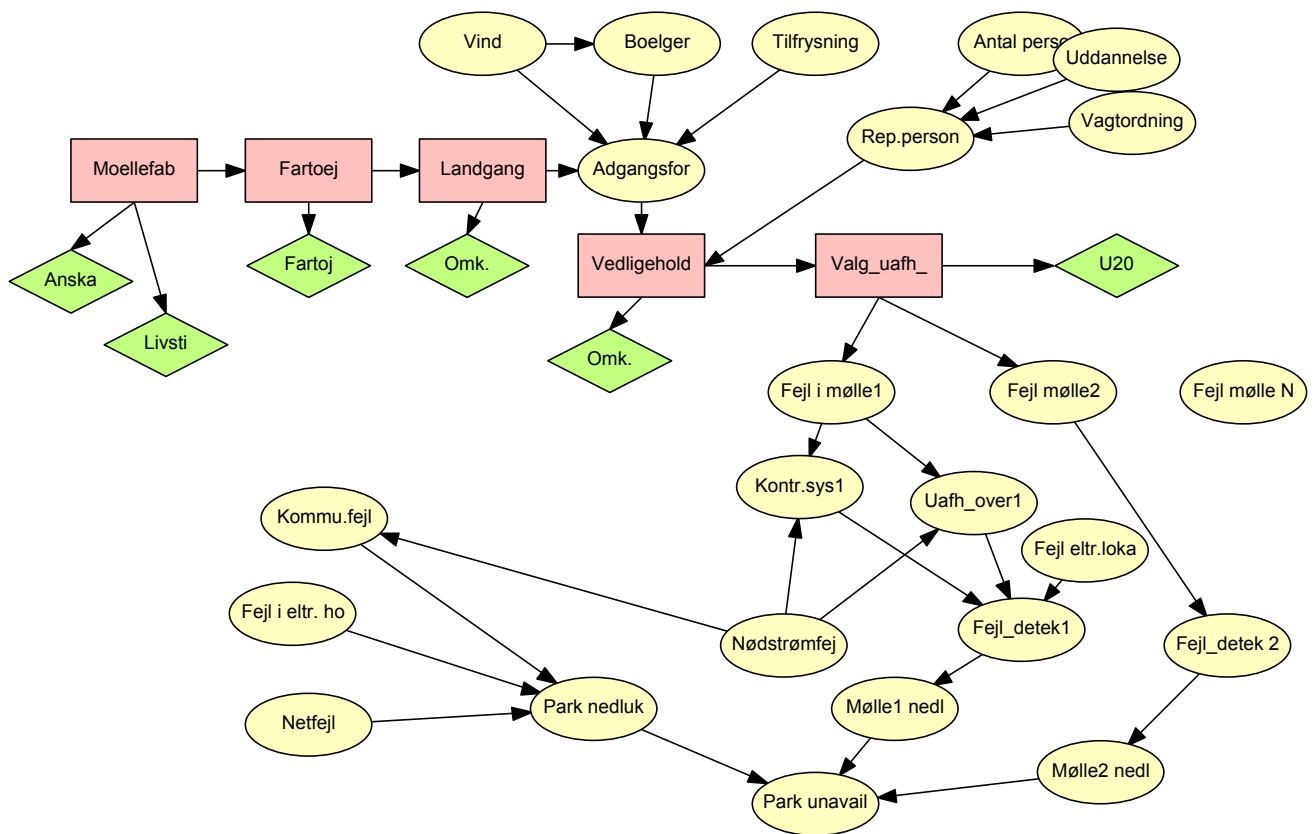 Vind
Boelger
Tilfrysning
Antal perso
Uddannelse
Vagtordning
Rep.person
Moellefab
Fartoej
Landgang
Adgangsfor
Anska
Fartoj
Omk.
Vedligehold
Valg_uafh_
U20
Livsti
Omk.
Fejl i mølle1
Fejl mølle2
Fejl mølle N
Kontr.sys1
Uafh_over1
Kommu.fejl
Fejl eltr.loka
Fejl i eltr. ho
Nødstrømfej
Fejl_detek1
Fejl_detek 2
Netfejl
Park nedluk
Mølle1 nedl
Mølle2 nedl
Park unavail